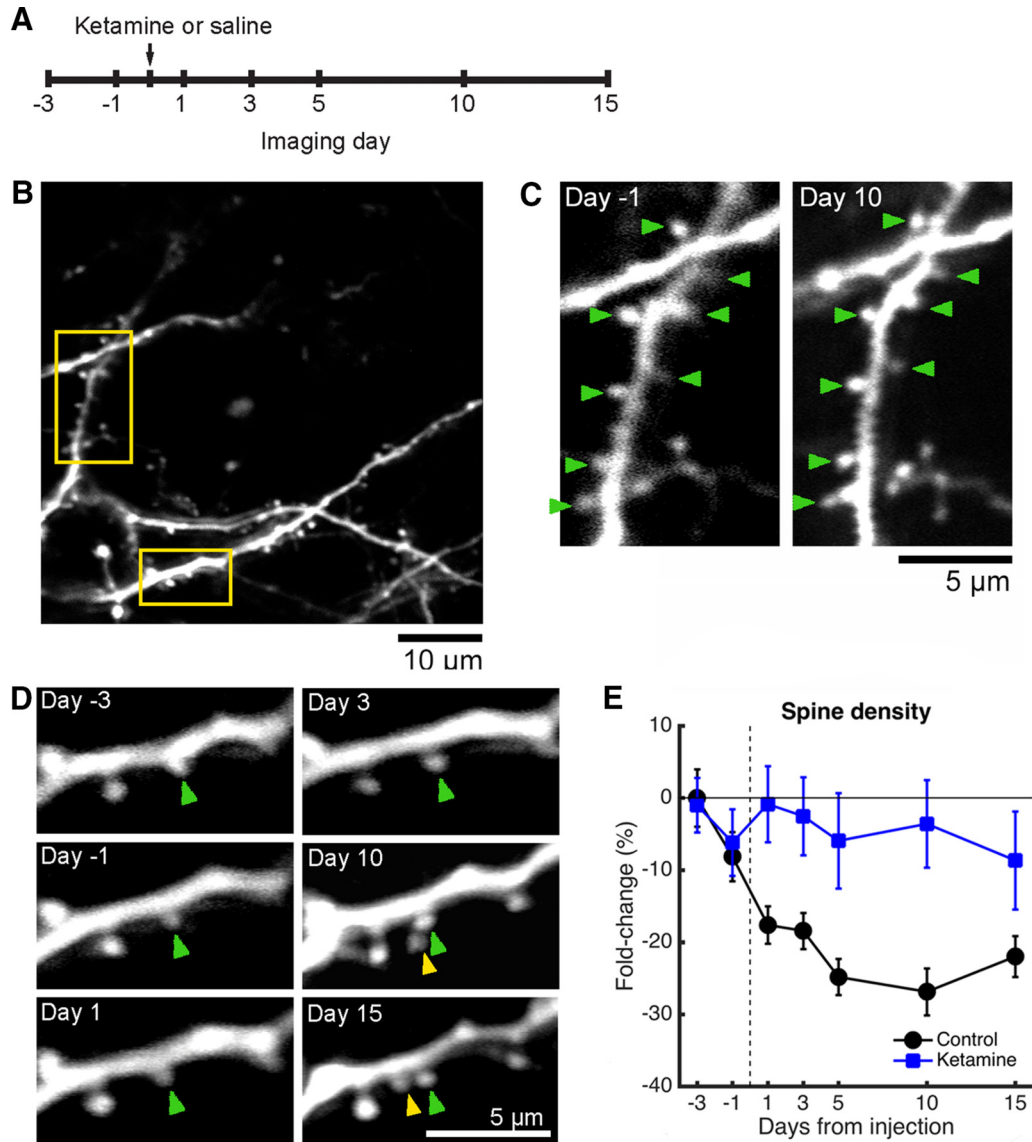 A
Ketamine or saline
-3 -1 1 3 5 10 15
Imaging day
B
10 µm
C
Day -1
Day 10
5 µm
D
Day -3
Day 3
Day -1
Day 10
Day 1
Day 15
5 µm
E
Spine density
Fold-change (%)
10
0
-10
-20
-30
-40
Control
Ketamine
-3 -1 1 3 5 10 15
Days from injection